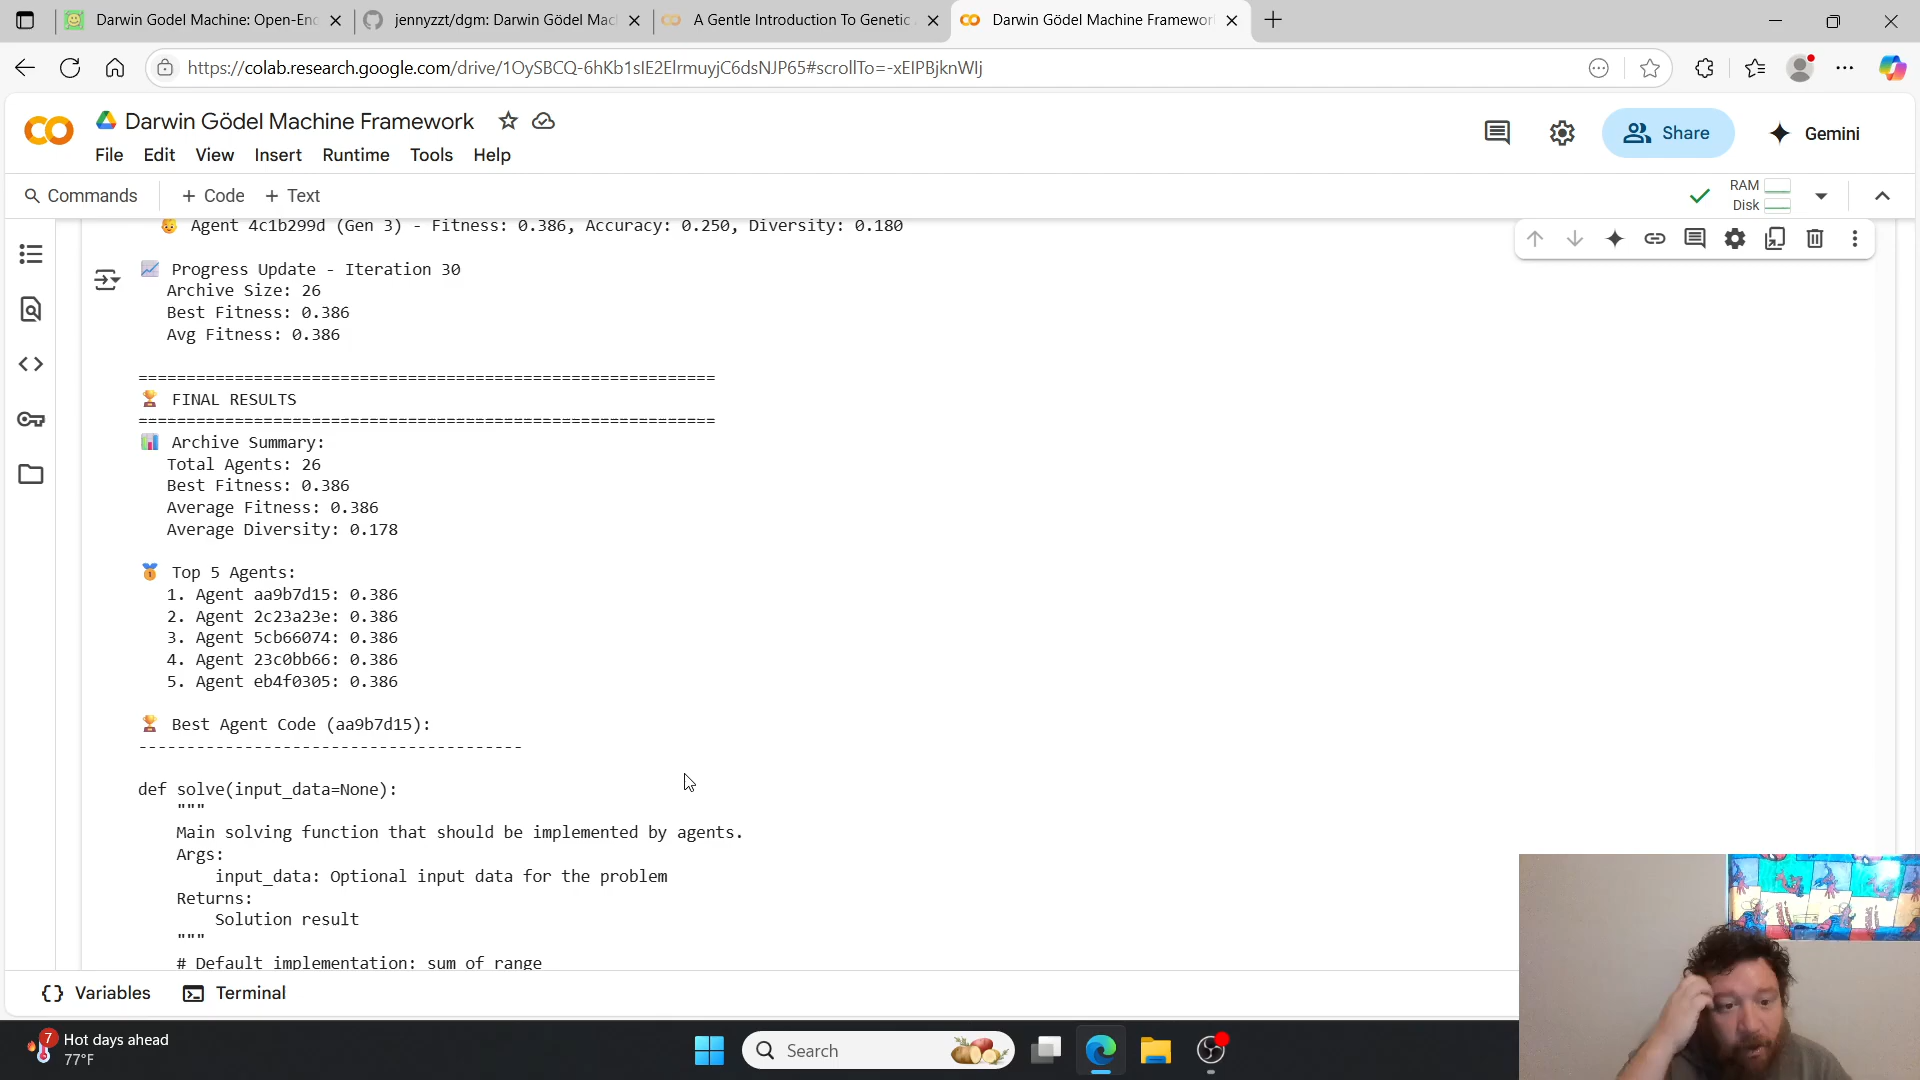 Darwin Godel Machine: Open-En
jennyzzt/dgm: Darwin Gödel Mac
A Gentle Introduction To Genetic
Darwin Gödel Machine Framewor
https://colab.research.google.com/drive/1OySBCQ-6hKb1sIE2ElrmuyjC6dsNJP65#scrollTo=-xEIPBjknWIj
Darwin Gödel Machine Framework
Share
Gemini
File Edit View Insert Runtime Tools Help
Commands + Code + Text
RAM
Disk
Agent 4c1b299d (Gen 3) - Fitness: 0.386, Accuracy: 0.250, Diversity: 0.180
Progress Update - Iteration 30
Archive Size: 26
Best Fitness: 0.386
Avg Fitness: 0.386
============================================================
FINAL RESULTS
============================================================
Archive Summary:
Total Agents: 26
Best Fitness: 0.386
Average Fitness: 0.386
Average Diversity: 0.178
Top 5 Agents:
1. Agent aa9b7d15: 0.386
2. Agent 2c23a23e: 0.386
3. Agent 5cb66074: 0.386
4. Agent 23c0bb66: 0.386
5. Agent eb4f0305: 0.386
Best Agent Code (aa9b7d15):
----------------------------------------
def solve(input_data=None):
"""
Main solving function that should be implemented by agents.
Args:
input_data: Optional input data for the problem
Returns:
Solution result
"""
# Default implementation: sum of range
{} Variables Terminal
7
Hot days ahead
77°F
Search